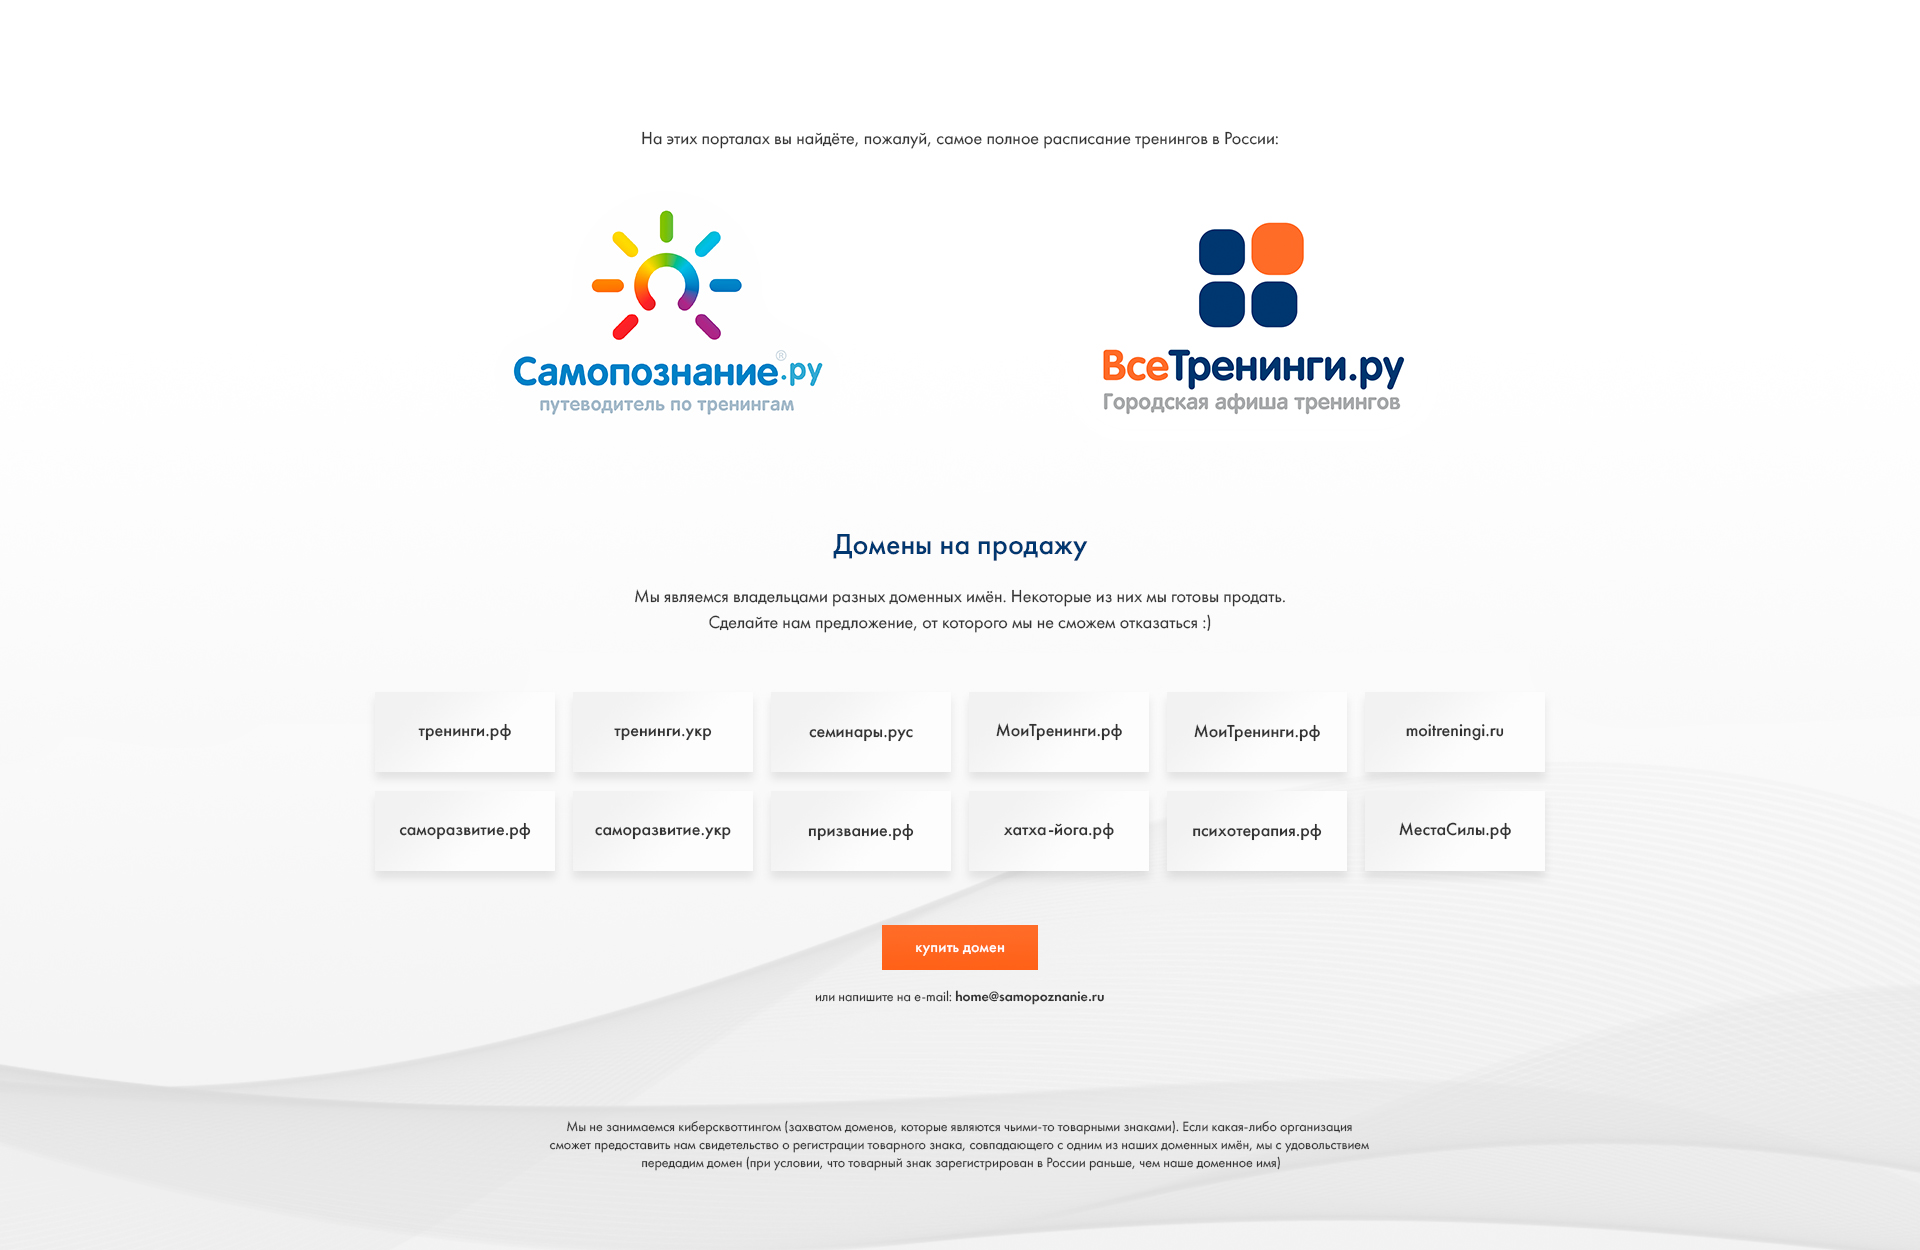 На этих порталах вы найдёте, пожалуй, самое полное расписание тренингов в России:
Самопознание®.ру
путеводитель по тренингам
ВсеТренинги.ру
Городская афиша тренингов
Домены на продажу
Мы являемся владельцами разных доменных имён. Некоторые из них мы готовы продать.
Сделайте нам предложение, от которого мы не сможем отказаться :)
тренинги.рф
тренинги.укр
семинары.рус
МоиТренинги.рф
МоиТренинги.рф
moitreningi.ru
саморазвитие.рф
саморазвитие.укр
призвание.рф
хатха-йога.рф
психотерапия.рф
МестаСилы.рф
купить домен
или напишите на e-mail: home@samopoznanie.ru
Мы не занимаемся киберсквоттингом (захватом доменов, которые являются чьими-то товарными знаками). Если какая-либо организация
сможет предоставить нам свидетельство о регистрации товарного знака, совпадающего с одним из наших доменных имён, мы с удовольствием
передадим домен (при условии, что товарный знак зарегистрирован в России раньше, чем наше доменное имя)